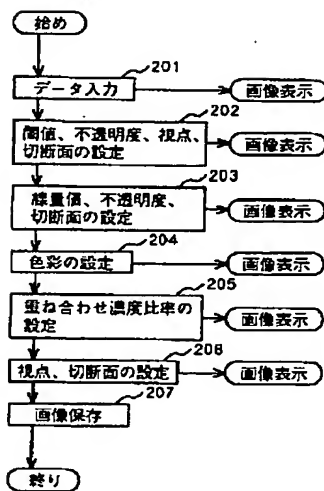 始め
201
データ入力
画像表示
202
閾値、不透明度、視点、
切断面の設定
画像表示
203
線量値、不透明度、
切断面の設定
画像表示
204
色彩の設定
画像表示
205
重ね合わせ濃度比率の
設定
画像表示
206
視点、切断面の設定
画像表示
207
画像保存
終り